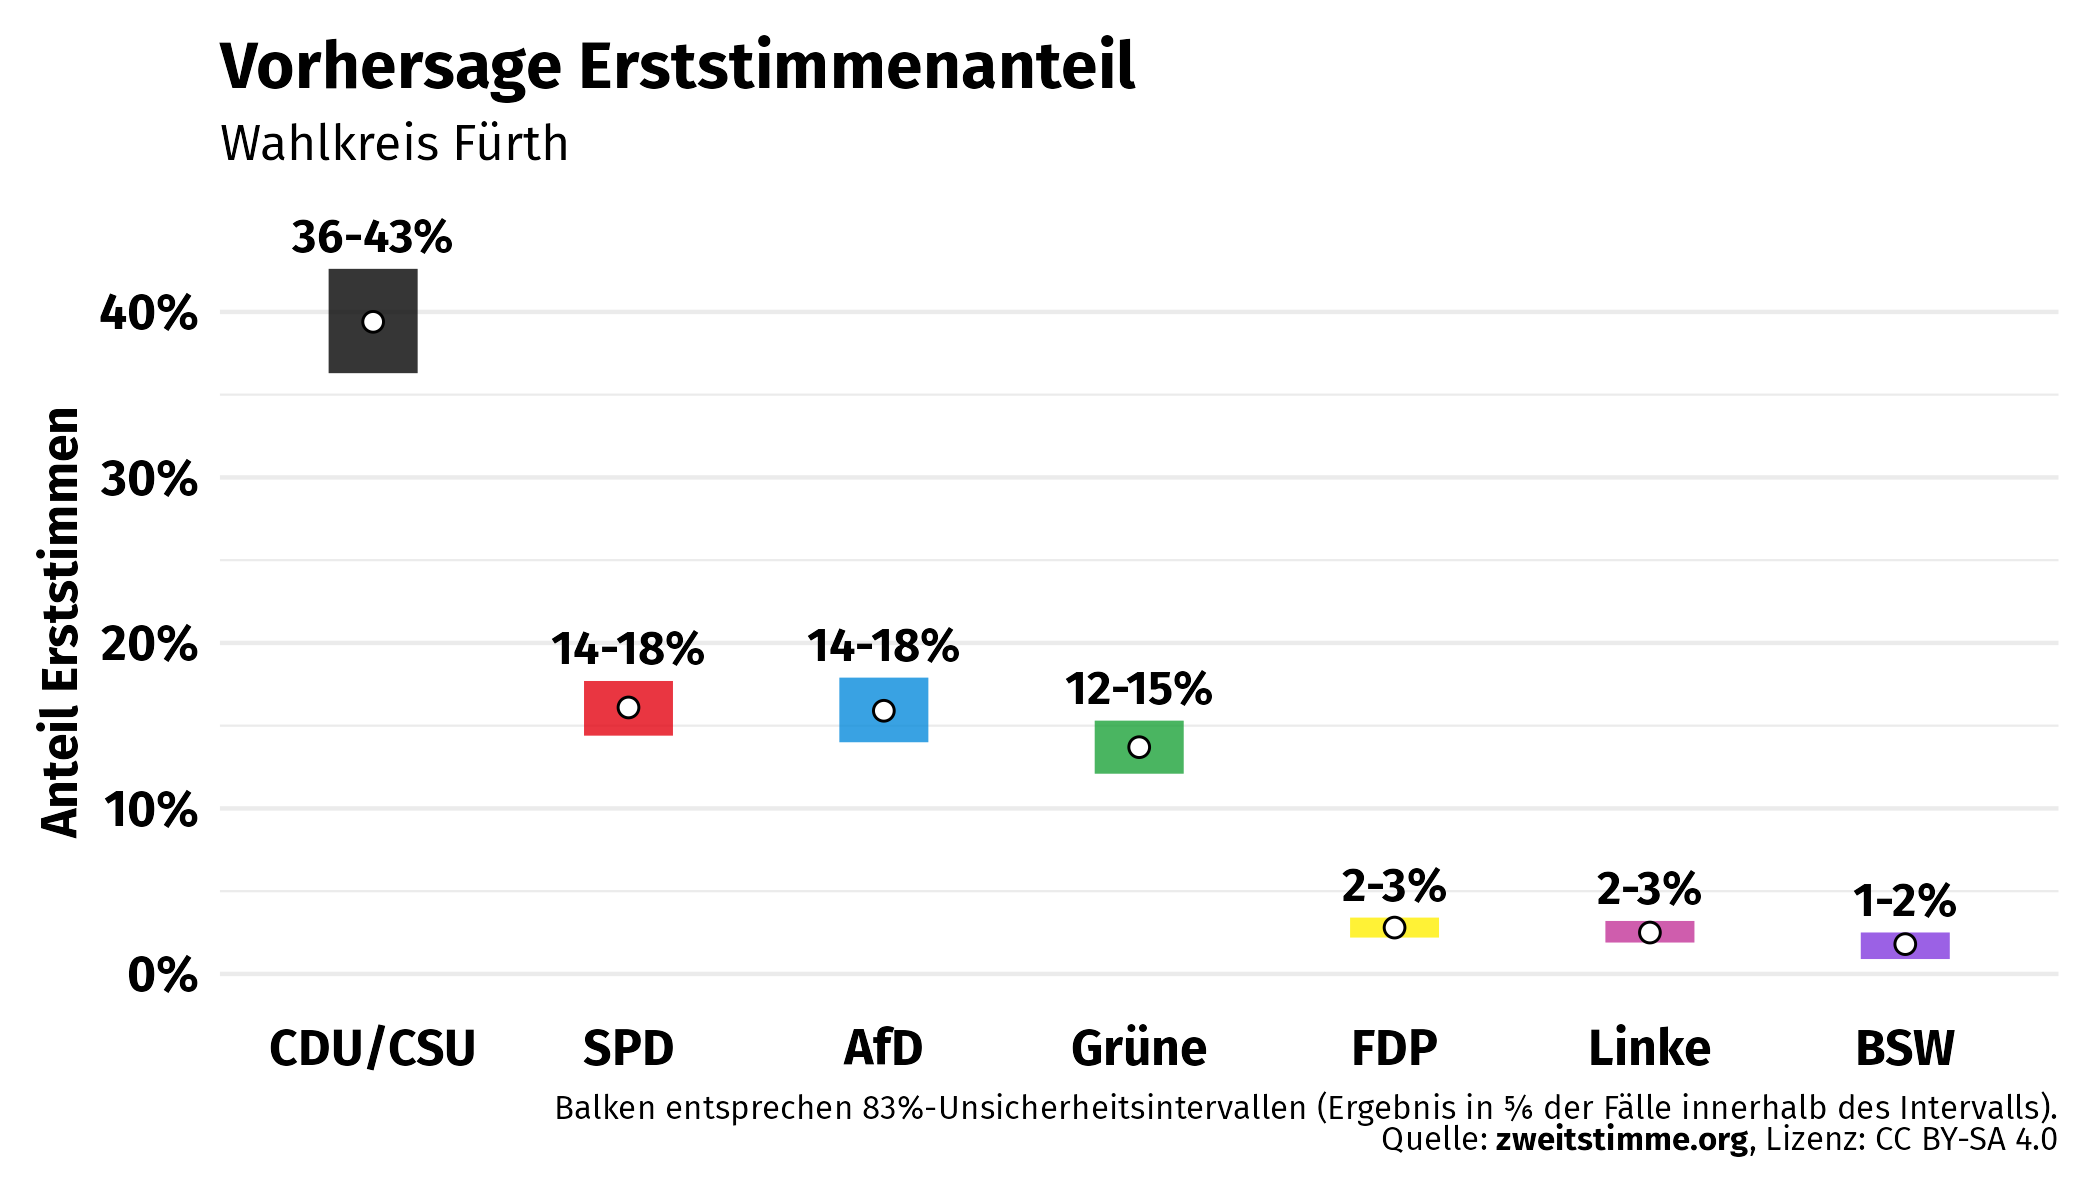 Vorhersage Erststimmenanteil
Wahlkreis Fürth
Anteil Erststimmen
40%
30%
20%
10%
0%
36-43%
14-18%
14-18%
12-15%
2-3%
2-3%
1-2%
CDU/CSU
SPD
AfD
Grüne
FDP
Linke
BSW
Balken entsprechen 83%-Unsicherheitsintervallen (Ergebnis in ⅚ der Fälle innerhalb des Intervalls).
Quelle: zweitstimme.org, Lizenz: CC BY-SA 4.0